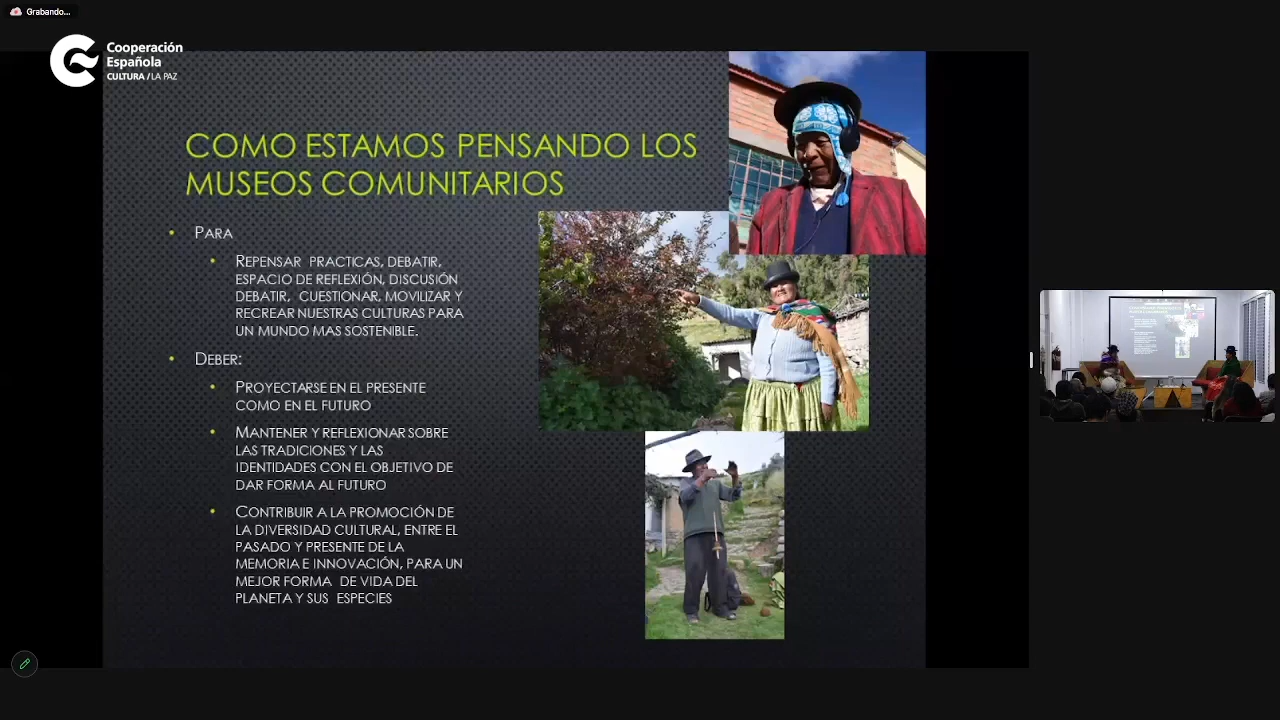 Grabando...
Cooperación
Española
CULTURA / LA PAZ
COMO ESTAMOS PENSANDO LOS
MUSEOS COMUNITARIOS
• PARA
• REPENSAR PRACTICAS, DEBATIR,
ESPACIO DE REFLEXIÓN, DISCUSIÓN
DEBATIR, CUESTIONAR, MOVILIZAR Y
RECREAR NUESTRAS CULTURAS PARA
UN MUNDO MAS SOSTENIBLE.
• DEBER:
• PROYECTARSE EN EL PRESENTE
COMO EN EL FUTURO
• MANTENER Y REFLEXIONAR SOBRE
LAS TRADICIONES Y LAS
IDENTIDADES CON EL OBJETIVO DE
DAR FORMA AL FUTURO
• CONTRIBUIR A LA PROMOCIÓN DE
LA DIVERSIDAD CULTURAL, ENTRE EL
PASADO Y PRESENTE DE LA
MEMORIA E INNOVACIÓN, PARA UN
MEJOR FORMA DE VIDA DEL
PLANETA Y SUS ESPECIES